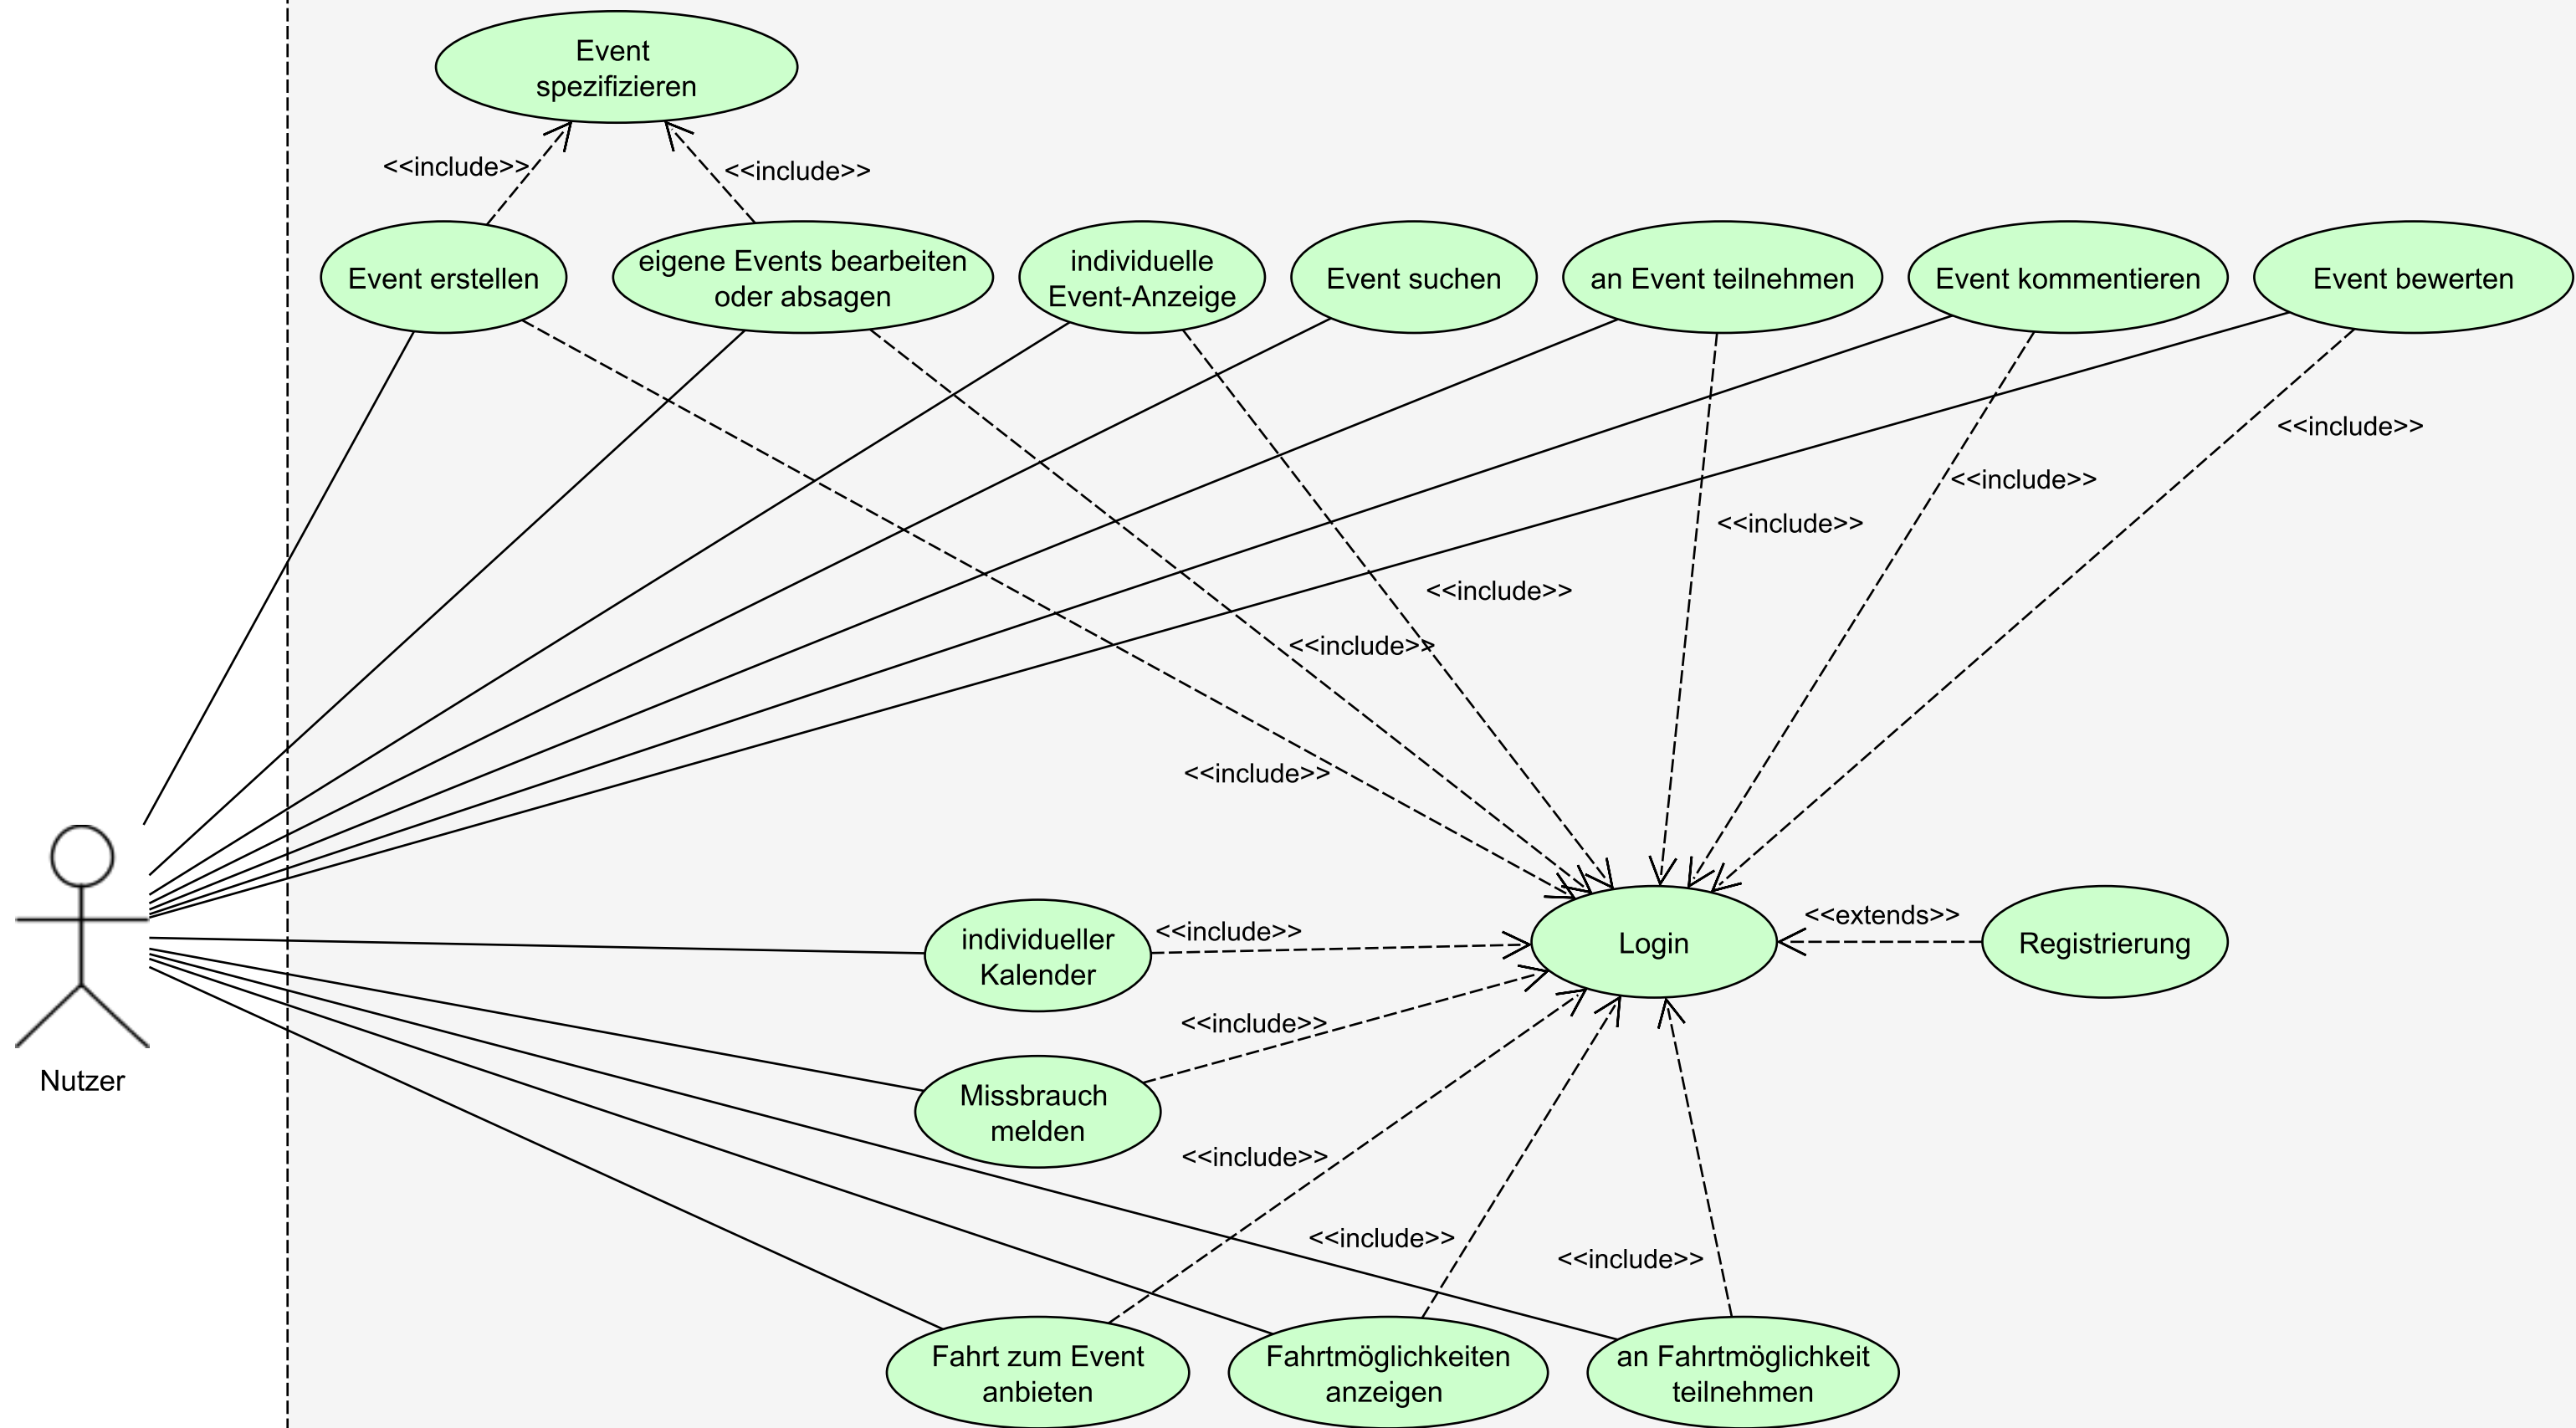 Event
spezifizieren
<<include>>
<<include>>
Event erstellen
eigene Events bearbeiten
oder absagen
individuelle
Event-Anzeige
Event suchen
an Event teilnehmen
Event kommentieren
Event bewerten
<<include>>
<<include>>
<<include>>
<<include>>
<<include>>
<<include>>
Nutzer
individueller
Kalender
<<include>>
Login
<<extends>>
Registrierung
<<include>>
Missbrauch
melden
<<include>>
<<include>>
<<include>>
Fahrt zum Event
anbieten
Fahrtmöglichkeiten
anzeigen
an Fahrtmöglichkeit
teilnehmen